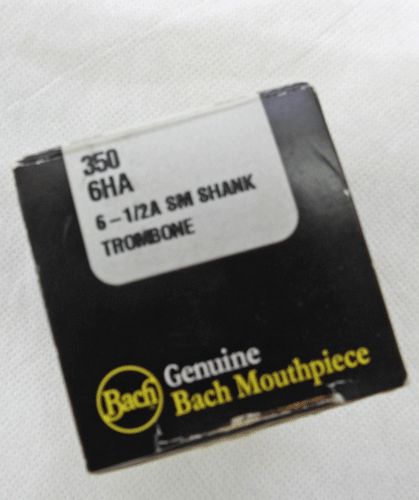 350
6HA
6-1/2A SM SHANK
TROMBONE
Bach
Genuine
Bach Mouthpiece